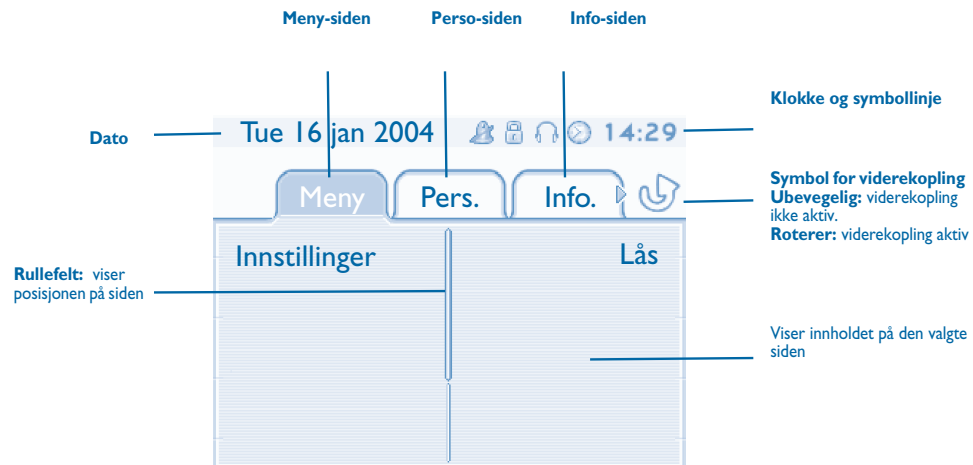 Meny-siden Perso-siden Info-siden
Klokke og symbollinje
Dato
Tue 16 jan 2004 14:29
Symbol for viderekopling
Ubevegelig: viderekopling
ikke aktiv.
Roterer: viderekopling aktiv
Meny Pers. Info.
Innstillinger Lås
Rullefelt: viser
posisjonen på siden
Viser innholdet på den valgte
siden